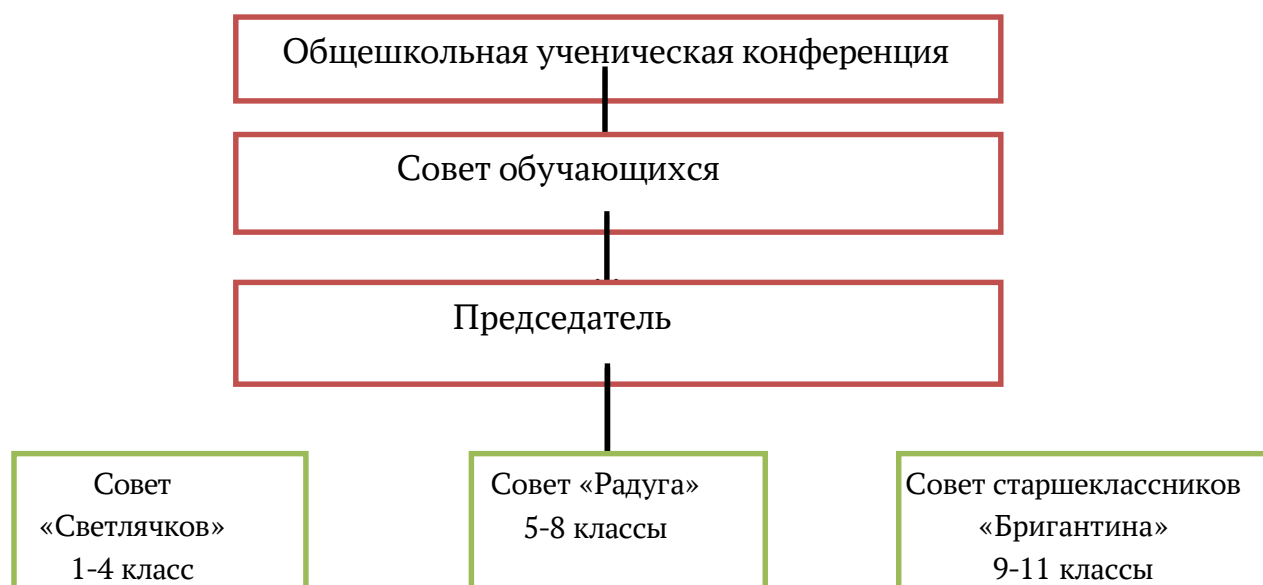 Общешкольная ученическая конференция
Совет обучающихся
Председатель
Совет
«Светлячков»
1-4 класс
Совет «Радуга»
5-8 классы
Совет старшеклассников
«Бригантина»
9-11 классы